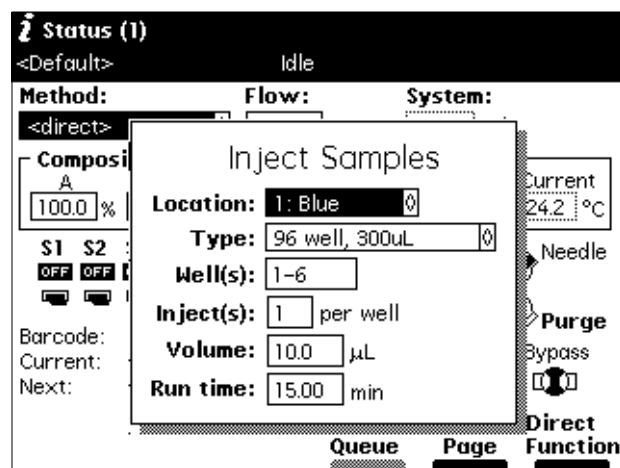 i Status (1)
<Default> Idle
Method: Flow: System:
<direct>
Inject Samples
Composi
A
100.0 %
Current
24.2 °C
Location: 1: Blue
Type: 96 well, 300uL
S1 S2
OFF OFF
Needle
Well(s): 1-6
Inject(s): 1 per well
Purge
Volume: 10.0 µL
Barcode:
Current:
Bypass
Next:
Run time: 15.00 min
Direct
Queue Page Function